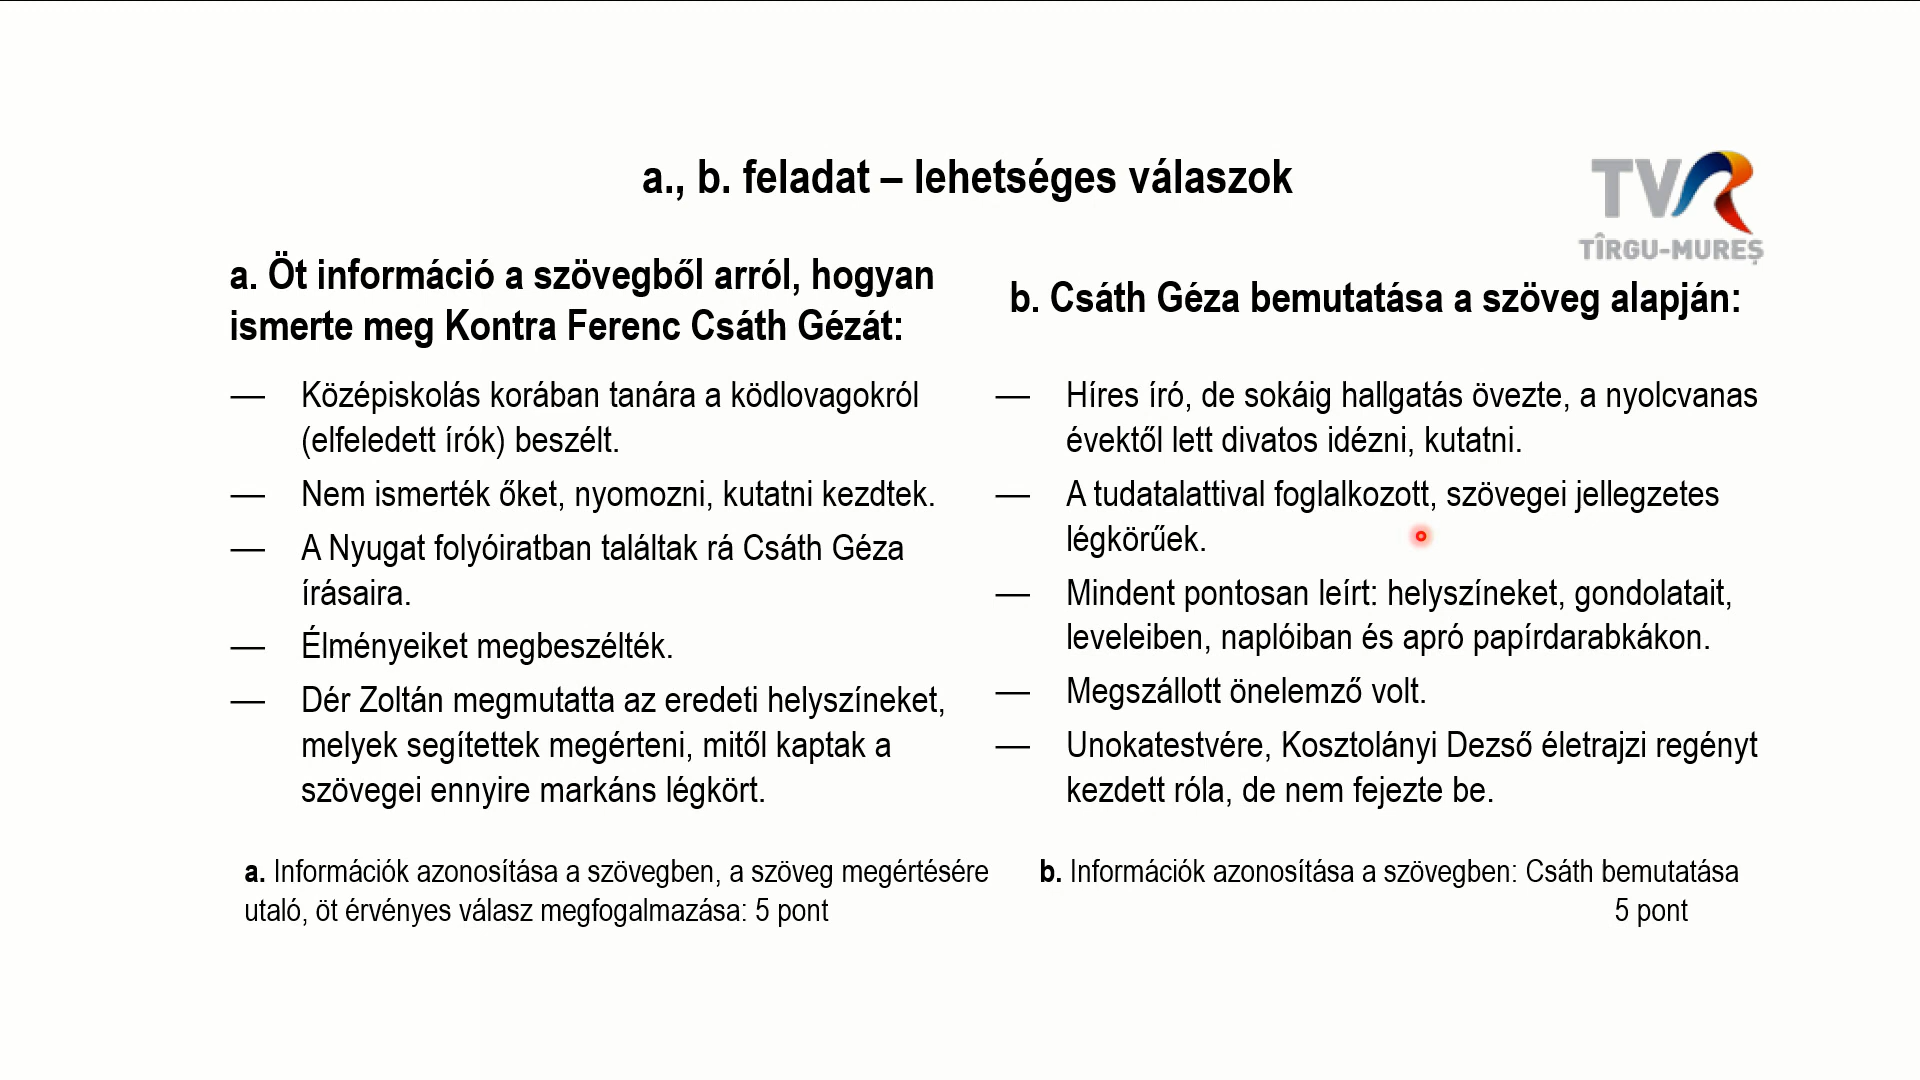 a., b. feladat – lehetséges válaszok
TVR
TÎRGU-MUREȘ
a. Öt információ a szövegből arról, hogyan
ismerte meg Kontra Ferenc Csáth Gézát:
— Középiskolás korában tanára a ködlovagokról
(elfeledett írók) beszélt.
— Nem ismerték őket, nyomozni, kutatni kezdtek.
— A Nyugat folyóiratban találtak rá Csáth Géza
írásaira.
— Élményeiket megbeszélték.
— Dér Zoltán megmutatta az eredeti helyszíneket,
melyek segítettek megérteni, mitől kaptak a
szövegei ennyire markáns légkört.
a. Információk azonosítása a szövegben, a szöveg megértésére
utaló, öt érvényes válasz megfogalmazása: 5 pont
b. Csáth Géza bemutatása a szöveg alapján:
— Híres író, de sokáig hallgatás övezte, a nyolcvanas
évektől lett divatos idézni, kutatni.
— A tudatalattival foglalkozott, szövegei jellegzetes
légkörűek.
— Mindent pontosan leírt: helyszíneket, gondolatait,
leveleiben, naplóiban és apró papírdarabkákon.
— Megszállott önelemző volt.
— Unokatestvére, Kosztolányi Dezső életrajzi regényt
kezdett róla, de nem fejezte be.
b. Információk azonosítása a szövegben: Csáth bemutatása
5 pont